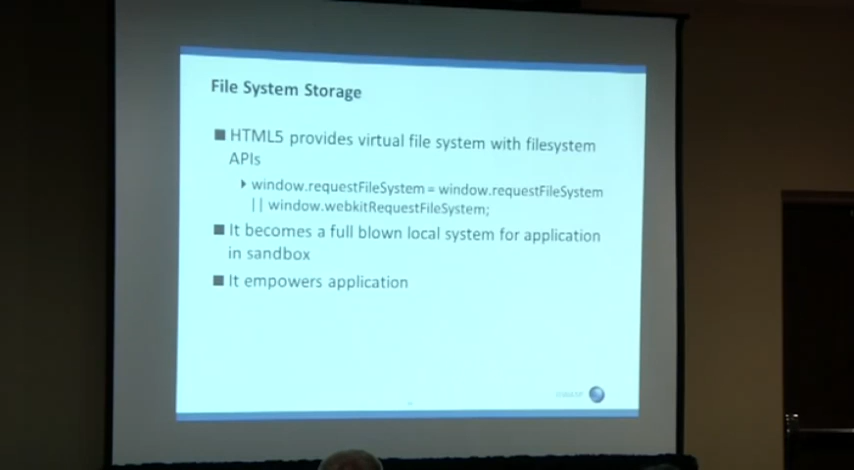 File System Storage
■ HTML5 provides virtual file system with filesystem
APIs
window.requestFileSystem = window.requestFileSystem
|| window.webkitRequestFileSystem;
■ It becomes a full blown local system for application
in sandbox
■ It empowers application